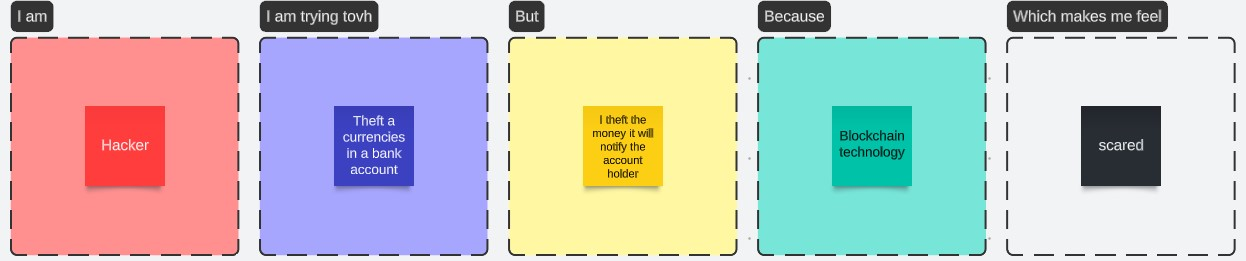 I am
I am trying tovh
But
Because
Which makes me feel
Hacker
Theft a
currencies
in a bank
account
I theft the
money it will
notify the
account
holder
Blockchain
technology
scared